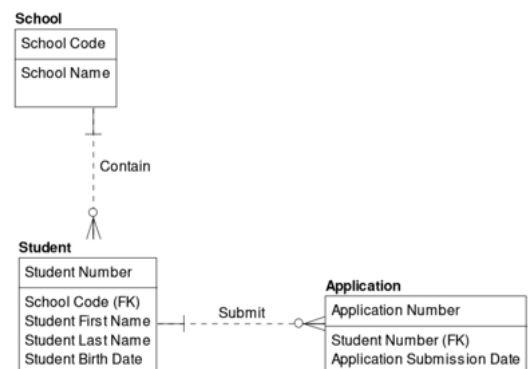 School
School Code
School Name
Contain
Student
Student Number
School Code (FK)
Student First Name
Student Last Name
Student Birth Date
Submit
Application
Application Number
Student Number (FK)
Application Submission Date